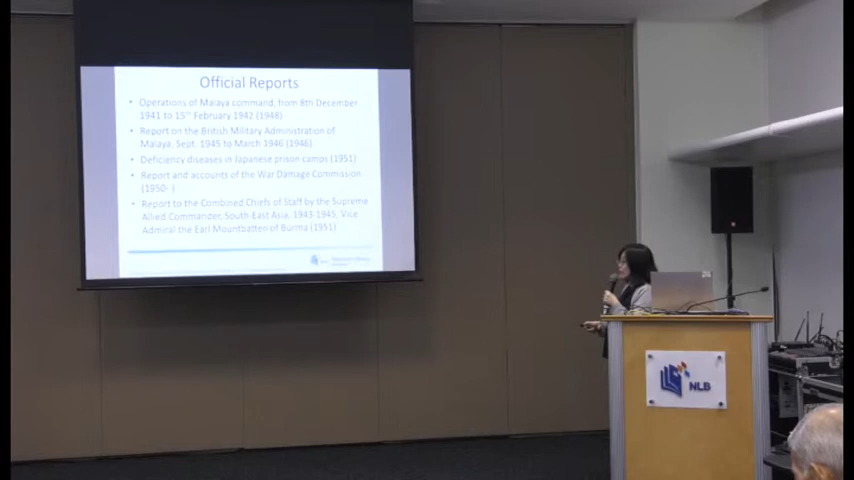 Official Reports
• Operations of Malaya command, from 8th December
1941 to 15th February 1942 (1948)
• Report on the British Military Administration of
Malaya, Sept. 1945 to March 1946 (1946)
• Deficiency diseases in Japanese prison camps (1951)
• Report and accounts of the War Damage Commission
(1950- )
• Report to the Combined Chiefs of Staff by the Supreme
Allied Commander, South-East Asia, 1943-1945, Vice
Admiral the Earl Mountbatten of Burma (1951)
NLB